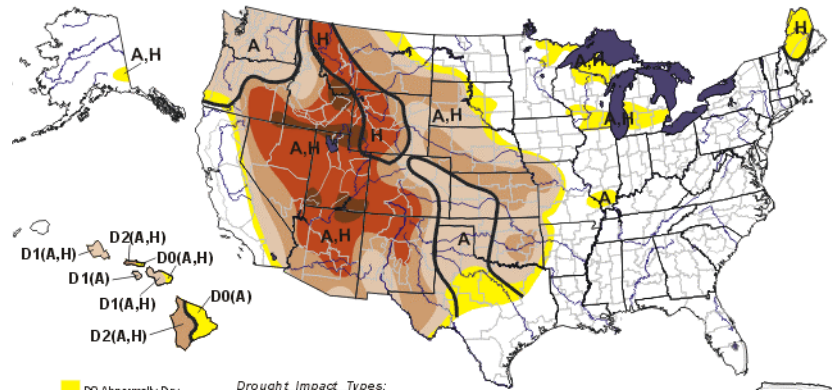 A
H
H
A,H
A,H
A,H
H
A,H
A,H
A,H
A
A,H
A
D2(A,H)
D1(A,H)
D0(A,H)
D1(A)
D1(A,H)
D0(A)
D2(A,H)
Drought Impact Types: